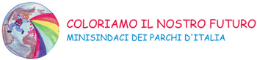 COLORIAMO IL NOSTRO FUTURO
MINISINDACI DEI PARCHI D'ITALIA